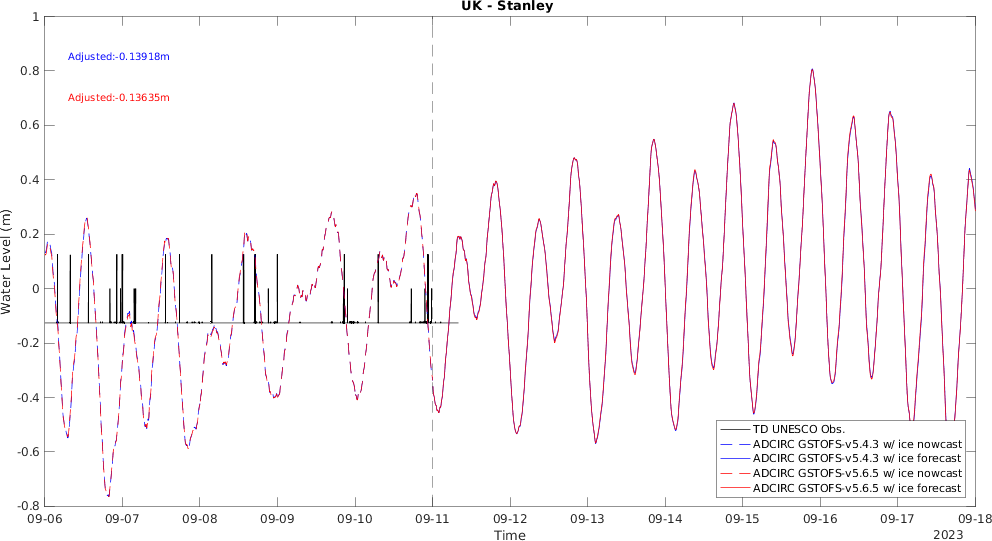 UK - Stanley
Adjusted:-0.13918m
Adjusted:-0.13635m
Water Level (m)
1
0.8
0.6
0.4
0.2
0
-0.2
-0.4
-0.6
-0.8
TD UNESCO Obs.
ADCIRC GSTOFS-v5.4.3 w/ ice nowcast
ADCIRC GSTOFS-v5.4.3 w/ ice forecast
ADCIRC GSTOFS-v5.6.5 w/ ice nowcast
ADCIRC GSTOFS-v5.6.5 w/ ice forecast
09-06 09-07 09-08 09-09 09-10 09-11 09-12 09-13 09-14 09-15 09-16 09-17 09-18
Time
2023